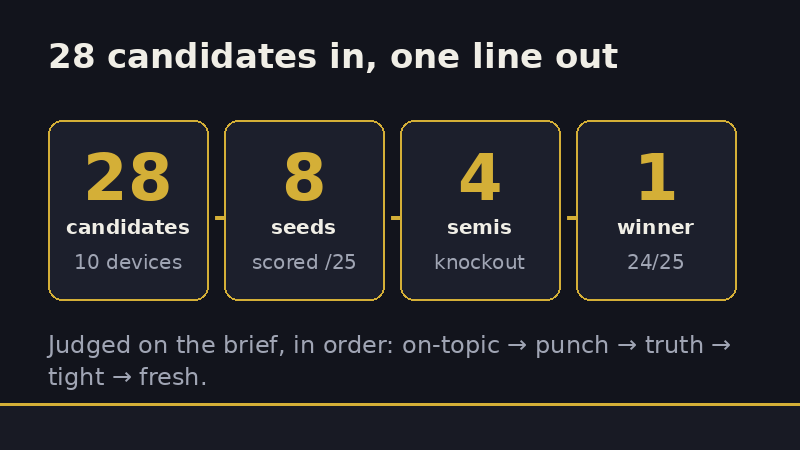 28 candidates in, one line out
28
candidates
10 devices
8
seeds
scored /25
4
semis
knockout
1
winner
24/25
Judged on the brief, in order: on-topic → punch → truth →
tight → fresh.